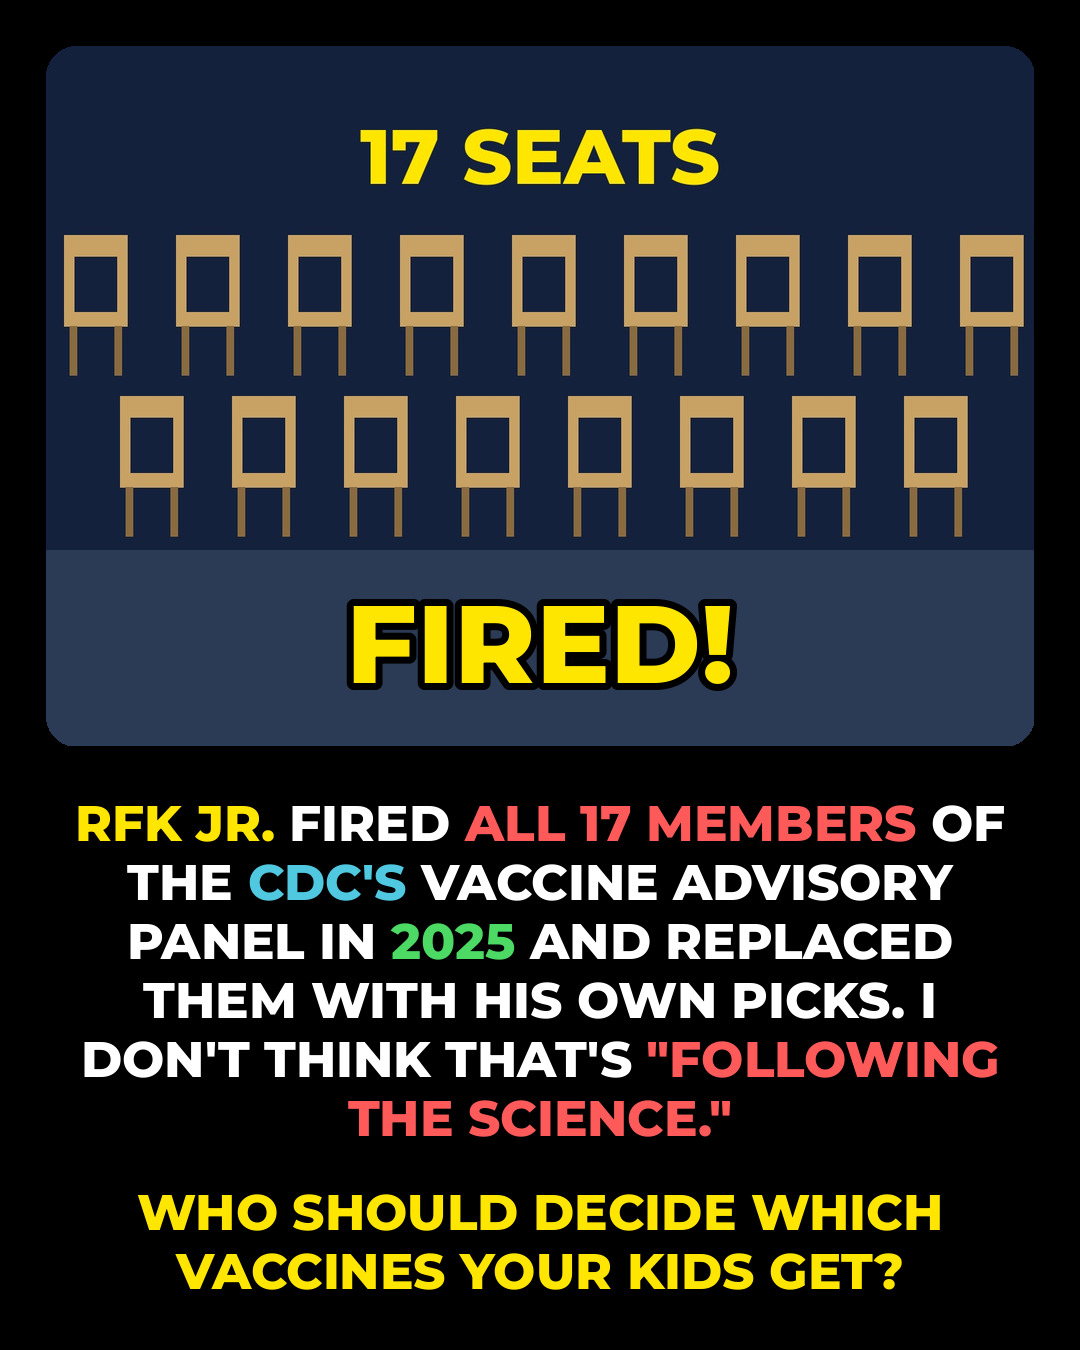 17 SEATS
FIRED!
RFK JR. FIRED ALL 17 MEMBERS OF
THE CDC'S VACCINE ADVISORY
PANEL IN 2025 AND REPLACED
THEM WITH HIS OWN PICKS. I
DON'T THINK THAT'S "FOLLOWING
THE SCIENCE."
WHO SHOULD DECIDE WHICH
VACCINES YOUR KIDS GET?